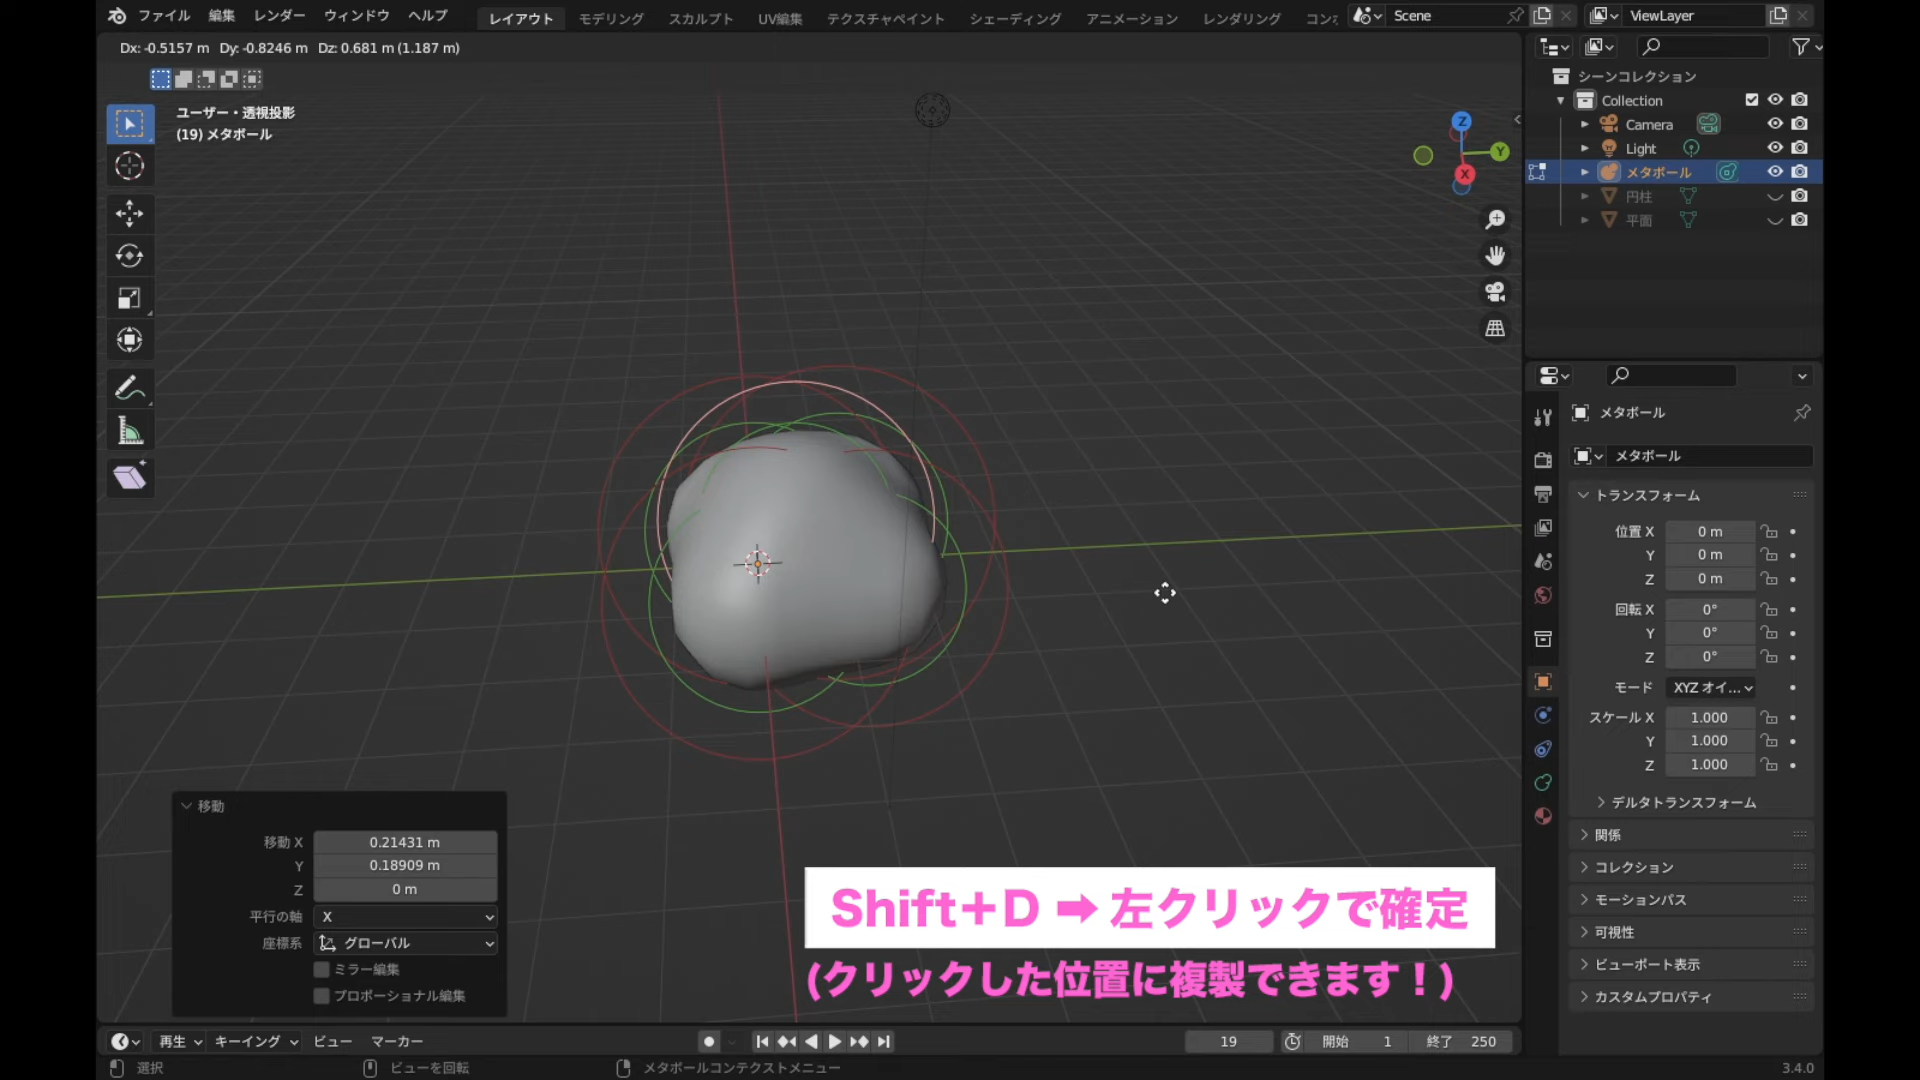 ファイル 編集 レンダー ウィンドウ ヘルプ レイアウト モデリング スカルプト UV編集 テクスチャペイント シェーディング アニメーション レンダリング Scene ViewLayer
Dx: -0.5157 m Dy: -0.8246 m Dz: 0.681 m (1.187 m)
ユーザー・透視投影
(19) メタボール
Z
Y
X
シーンコレクション
Collection
Camera
Light
メタボール
円柱
平面
メタボール
メタボール
トランスフォーム
位置 X 0 m
Y 0 m
Z 0 m
回転 X 0°
Y 0°
Z 0°
モード XYZ オイ...
スケール X 1.000
Y 1.000
Z 1.000
デルタトランスフォーム
関係
コレクション
モーションパス
可視性
ビューポート表示
カスタムプロパティ
移動
移動 X 0.21431 m
Y 0.18909 m
Z 0 m
平行の軸 X
座標系 グローバル
ミラー編集
プロポーショナル編集
Shift+D ➡ 左クリックで確定
(クリックした位置に複製できます！)
再生 キーイング ビュー マーカー 19 開始 1 終了 250
選択 ビューを回転 メタボールコンテクストメニュー 3.4.0